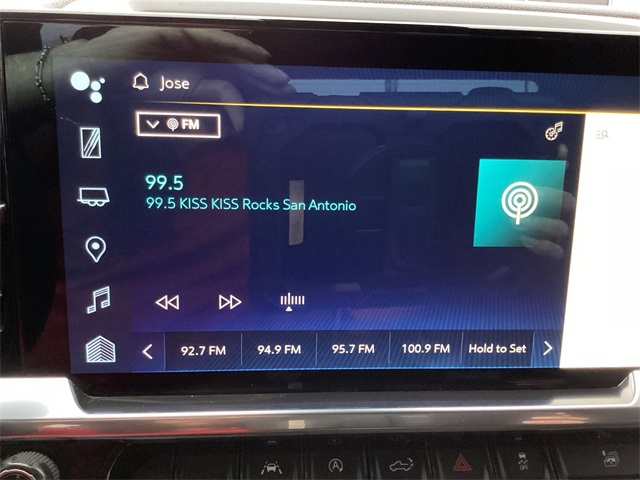 Jose
FM
99.5
99.5 KISS KISS Rocks San Antonio
92.7 FM 94.9 FM 95.7 FM 100.9 FM Hold to Set